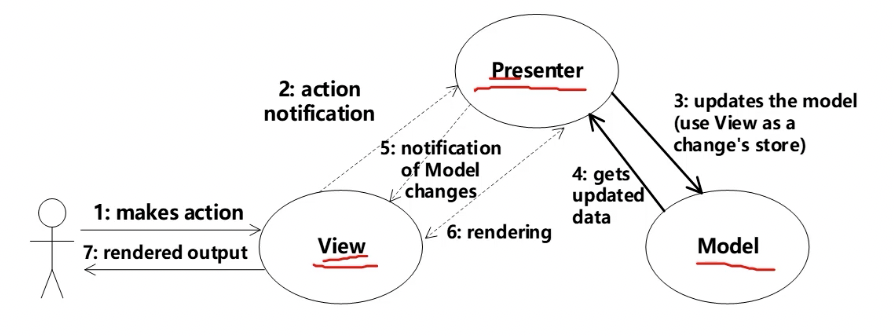 Presenter
2: action
notification
3: updates the model
(use View as a
change's store)
5: notification
of Model
changes
4: gets
updated
data
1: makes action
6: rendering
View
Model
7: rendered output